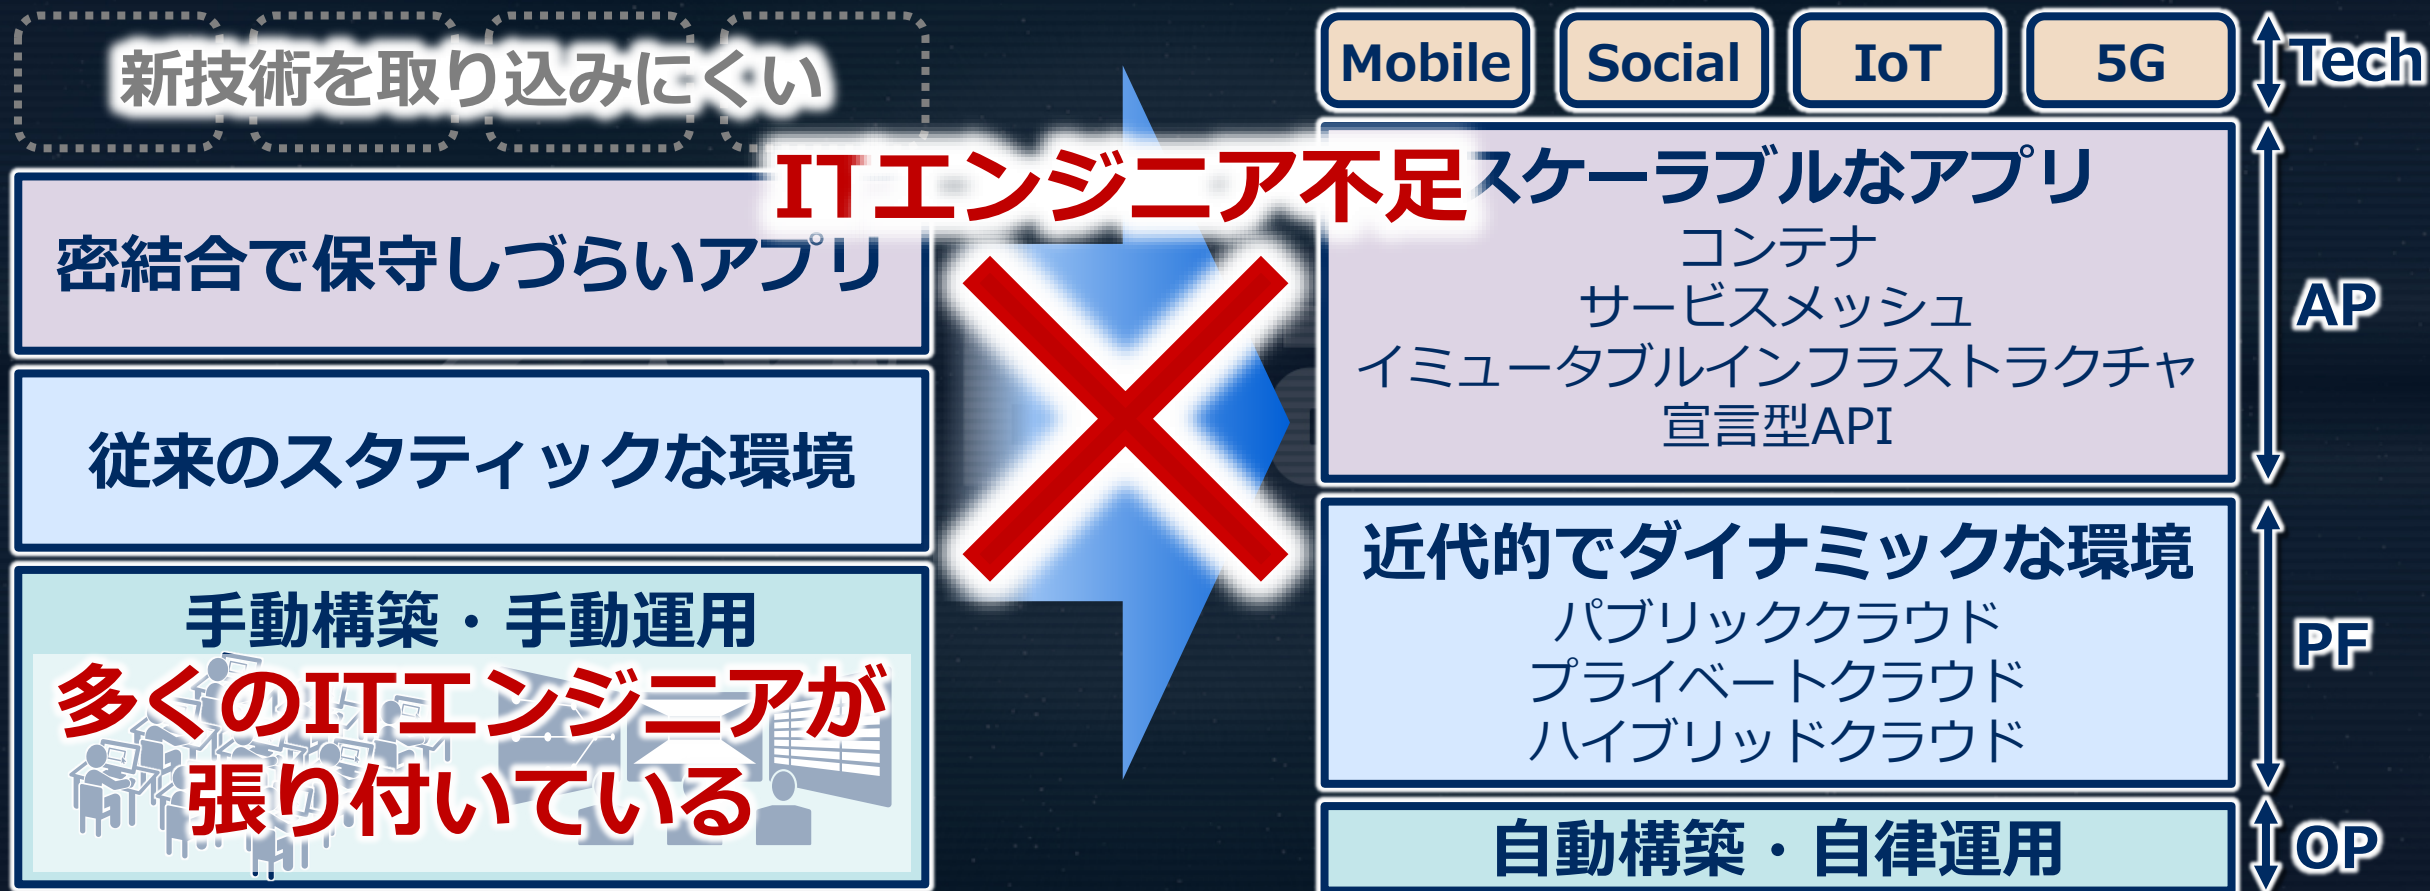 新技術を取り込みにくい
密結合で保守しづらいアプリ
従来のスタティックな環境
手動構築・手動運用
多くのITエンジニアが
張り付いている
ITエンジニア不足
Mobile
Social
IoT
5G
Tech
スケーラブルなアプリ
コンテナ
サービスメッシュ
イミュータブルインフラストラクチャ
宣言型API
AP
近代的でダイナミックな環境
パブリッククラウド
プライベートクラウド
ハイブリッドクラウド
PF
自動構築・自律運用
OP